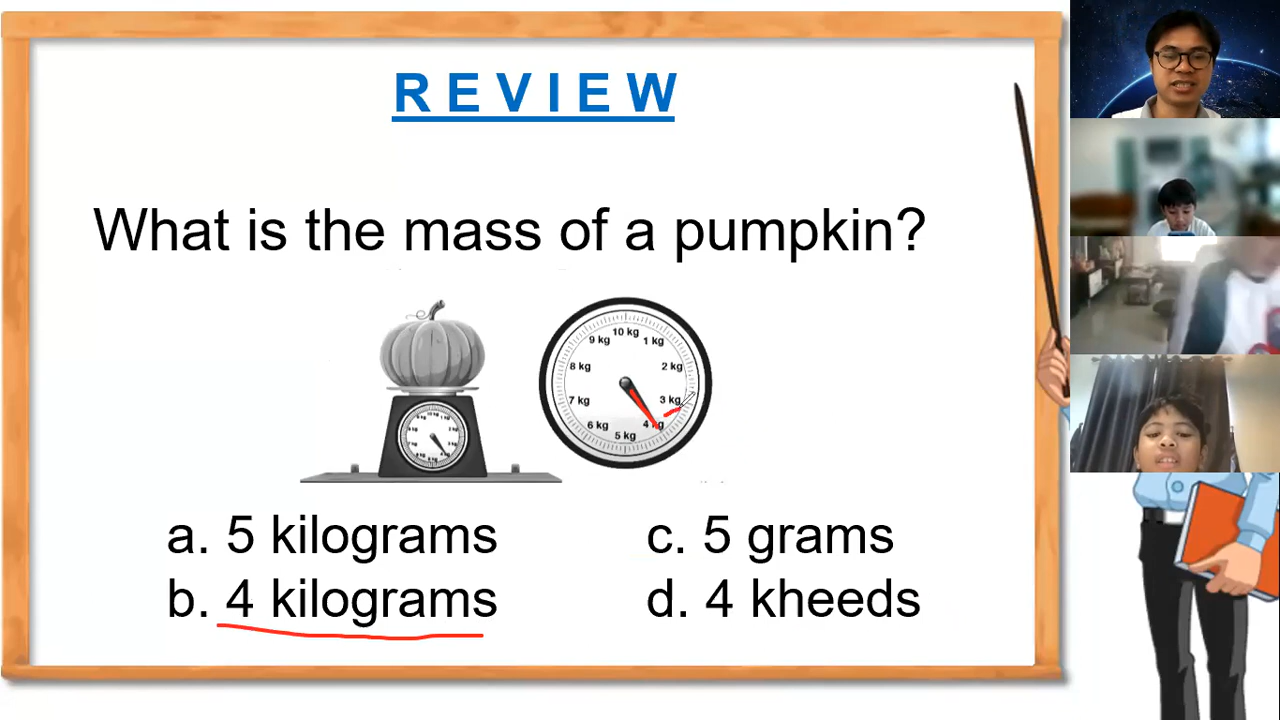 REVIEW
What is the mass of a pumpkin?
10 kg
9 kg
1 kg
8 kg
2 kg
7 kg
3 kg
6 kg
4 kg
5 kg
a. 5 kilograms
c. 5 grams
b. 4 kilograms
d. 4 kheeds